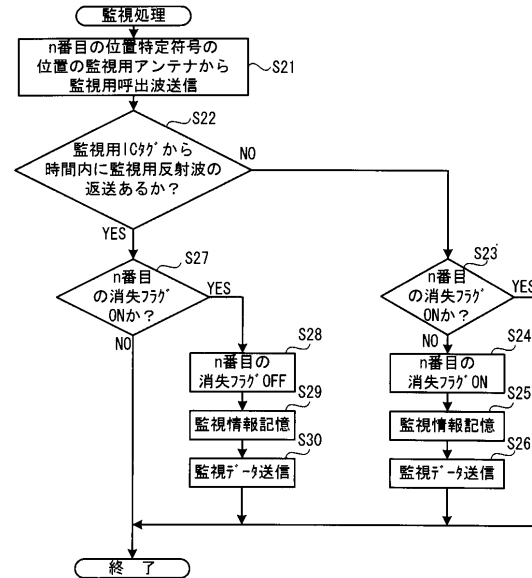 監視処理
n番目の位置特定符号の
位置の監視用アンテナから
監視用呼出波送信
S21
S22
監視用ICﾀｸﾞから
時間内に監視用反射波の
返送あるか？
NO
YES
S27
n番目
の消失ﾌﾗｸﾞ
ONか？
YES
NO
S23
n番目
の消失ﾌﾗｸﾞ
ONか？
YES
NO
S28
n番目の
消失ﾌﾗｸﾞOFF
S29
監視情報記憶
S30
監視ﾃﾞｰﾀ送信
S24
n番目の
消失ﾌﾗｸﾞON
S25
監視情報記憶
S26
監視ﾃﾞｰﾀ送信
終 了